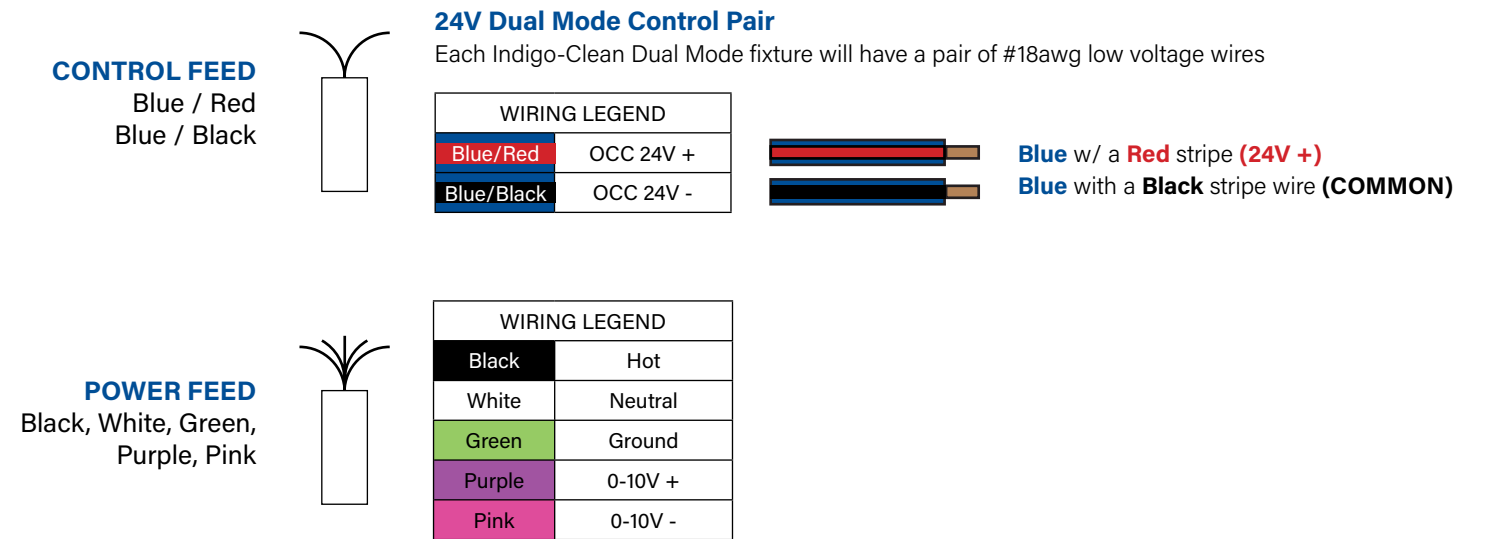 24V Dual Mode Control Pair
Each Indigo-Clean Dual Mode fixture will have a pair of #18awg low voltage wires
CONTROL FEED
Blue / Red
Blue / Black
WIRING LEGEND
Blue/Red OCC 24V +
Blue/Black OCC 24V -
Blue w/ a Red stripe (24V +)
Blue with a Black stripe wire (COMMON)
POWER FEED
Black, White, Green,
Purple, Pink
WIRING LEGEND
Black Hot
White Neutral
Green Ground
Purple 0-10V +
Pink 0-10V -